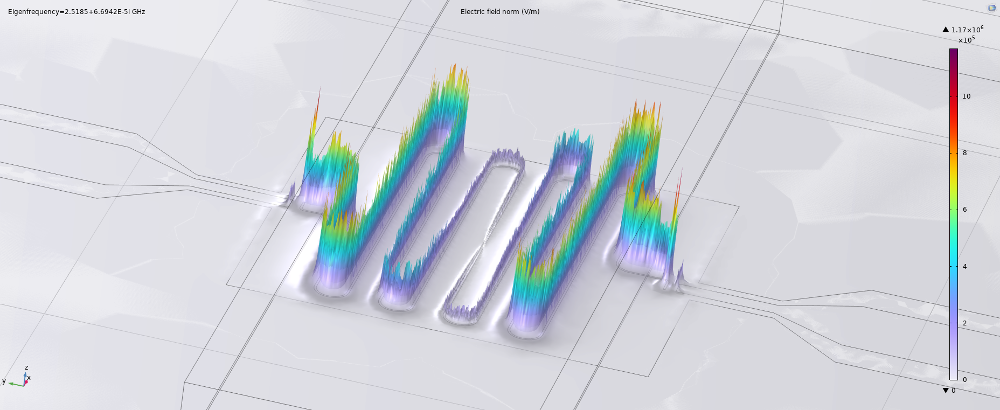 Eigenfrequency=2.5185+6.6942E-5i GHz
Electric field norm (V/m)
▲ 1.17×10⁶
×10⁵
10
8
6
4
2
0
▼ 0
z
x
y